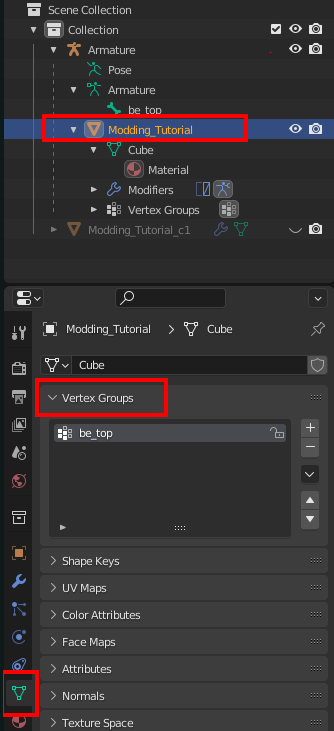 Scene Collection
Collection
Armature
Pose
Armature
be_top
Modding_Tutorial
Cube
Material
Modifiers
Vertex Groups
Modding_Tutorial_c1
Modding_Tutorial > Cube
Cube
Vertex Groups
be_top
Shape Keys
UV Maps
Color Attributes
Face Maps
Attributes
Normals
Texture Space